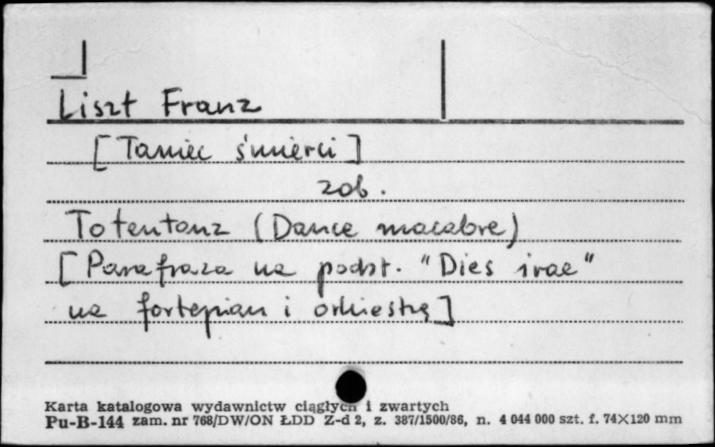 Liszt Franz
[Taniec śmierci]
zob.
Totentanz (Dance macabre)
[Parafraza na podst. "Dies irae"
na fortepian i orkiestrę]
Karta katalogowa wydawnictw ciągłych i zwartych
Pu-B-144 zam. nr 768/DW/ON ŁDD Z-d 2, z. 387/1500/86, n. 4 044 000 szt. f. 74×120 mm